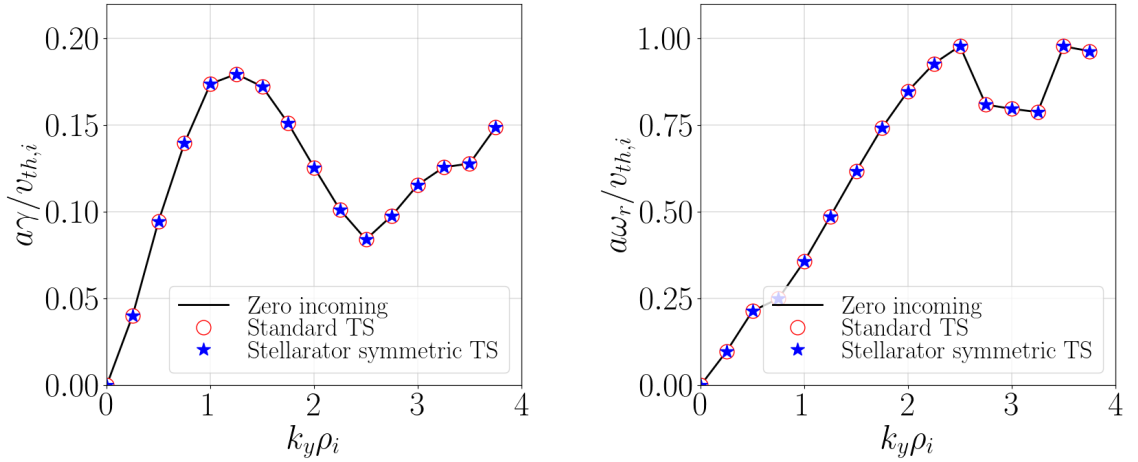 0.20
0.15
0.10
0.05
0.00
aγ/v_{th,i}
Zero incoming
Standard TS
Stellarator symmetric TS
0 1 2 3 4
k_yρ_i
1.00
0.75
0.50
0.25
0.00
aω_r/v_{th,i}
Zero incoming
Standard TS
Stellarator symmetric TS
0 1 2 3 4
k_yρ_i